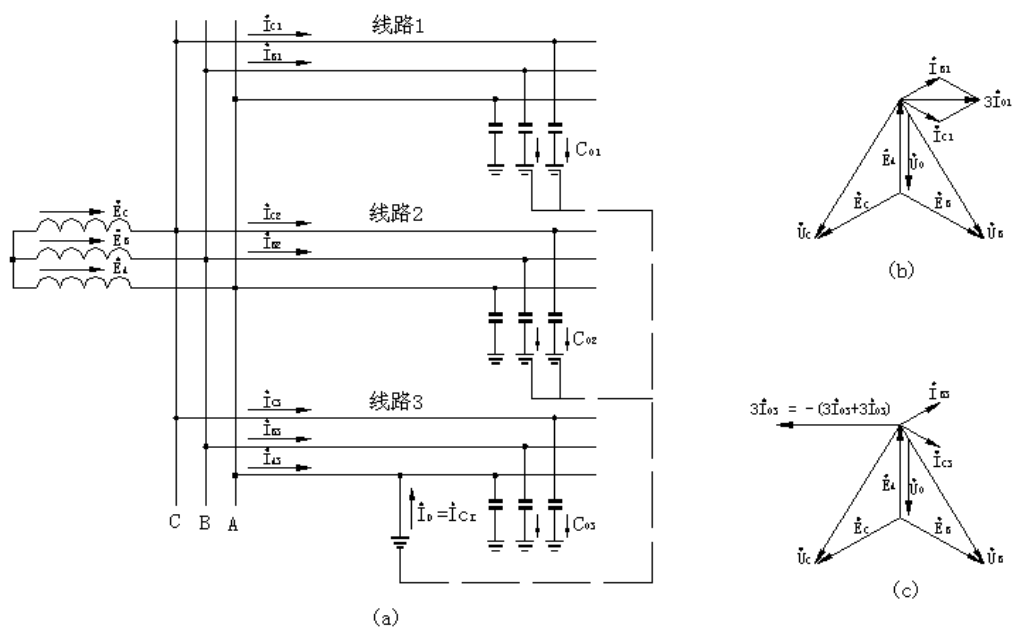 İC1
线路1
İB1
C01
ĖC
ĖB
ĖA
İC2
线路2
İB2
C02
İC3
线路3
İB3
İA3
C B A
İD=İCΣ
C03
(a)
İB1
3İ01
İC1
ĖA
U̇0
ĖC
ĖB
U̇C
U̇B
(b)
İB3
3İ03 = -(3İ03+3İ03)
İC3
ĖA
U̇0
ĖC
ĖB
U̇C
U̇B
(c)